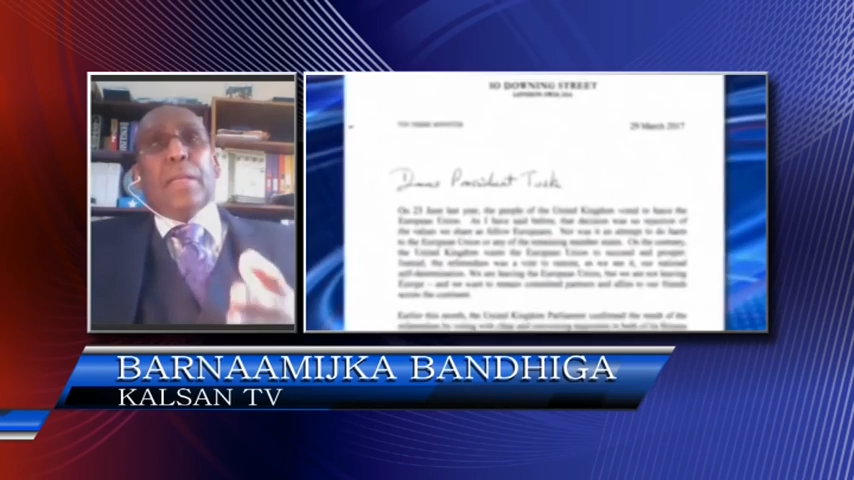 10 DOWNING STREET
LONDON SW1A 2AA
THE PRIME MINISTER
29 March 2017
Dear President Tusk
On 23 June last year, the people of the United Kingdom voted to leave the
European Union. As I have said before, that decision was no rejection of
the values we share as fellow Europeans. Nor was it an attempt to do harm
to the European Union or any of the remaining member states. On the contrary,
the United Kingdom wants the European Union to succeed and prosper.
Instead, the referendum was a vote to restore, as we see it, our national
self-determination. We are leaving the European Union, but we are not leaving
Europe – and we want to remain committed partners and allies to our friends
across the continent.
Earlier this month, the United Kingdom Parliament confirmed the result of the
referendum by voting with clear and convincing majorities in both of its Houses
BARNAAMIJKA BANDHIGA
KALSAN TV